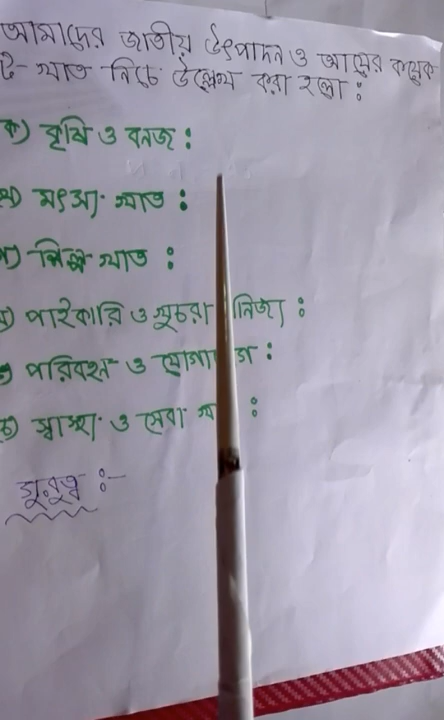 আমাদের জাতীয় উৎপাদন ও আয়ের কয়েক
টি খাত নিচে উল্লেখ করা হলো :
ক) কৃষি ও বনজ :
খ) মৎস্য খাত :
গ) শিল্প খাত :
ঘ) পাইকারি ও খুচরা নিজ্য :
ঙ) পরিবহন ও যোগা গ :
চ) স্বাস্থ্য ও সেবা খ :
গুরুত্ব :-